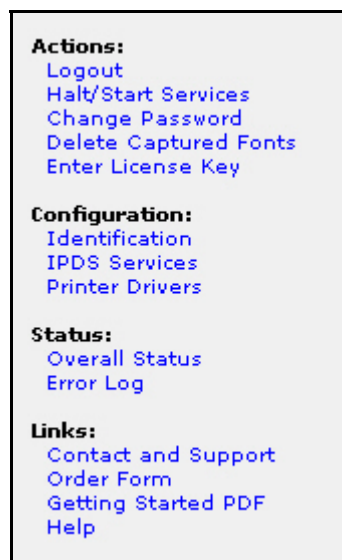 Actions:
Logout
Halt/Start Services
Change Password
Delete Captured Fonts
Enter License Key
Configuration:
Identification
IPDS Services
Printer Drivers
Status:
Overall Status
Error Log
Links:
Contact and Support
Order Form
Getting Started PDF
Help